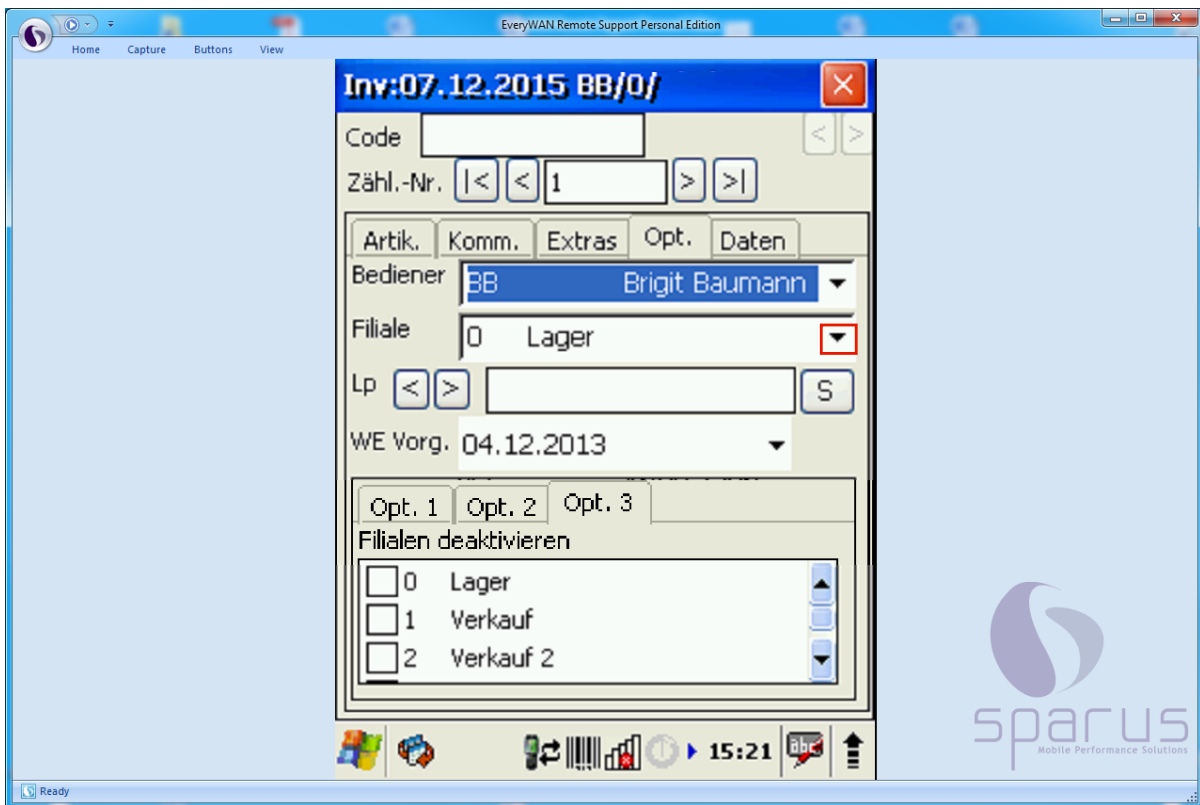 EveryWAN Remote Support Personal Edition
Home Capture Buttons View
Inv:07.12.2015 BB/0/
Code < >
Zähl.-Nr. |< < 1 > >|
Artik. Komm. Extras Opt. Daten
Bediener BB Brigit Baumann
Filiale 0 Lager
Lp < > S
WE Vorg. 04.12.2013
Opt. 1 Opt. 2 Opt. 3
Filialen deaktivieren
0 Lager
1 Verkauf
2 Verkauf 2
15:21 abc
sparus
Mobile Performance Solutions
Ready